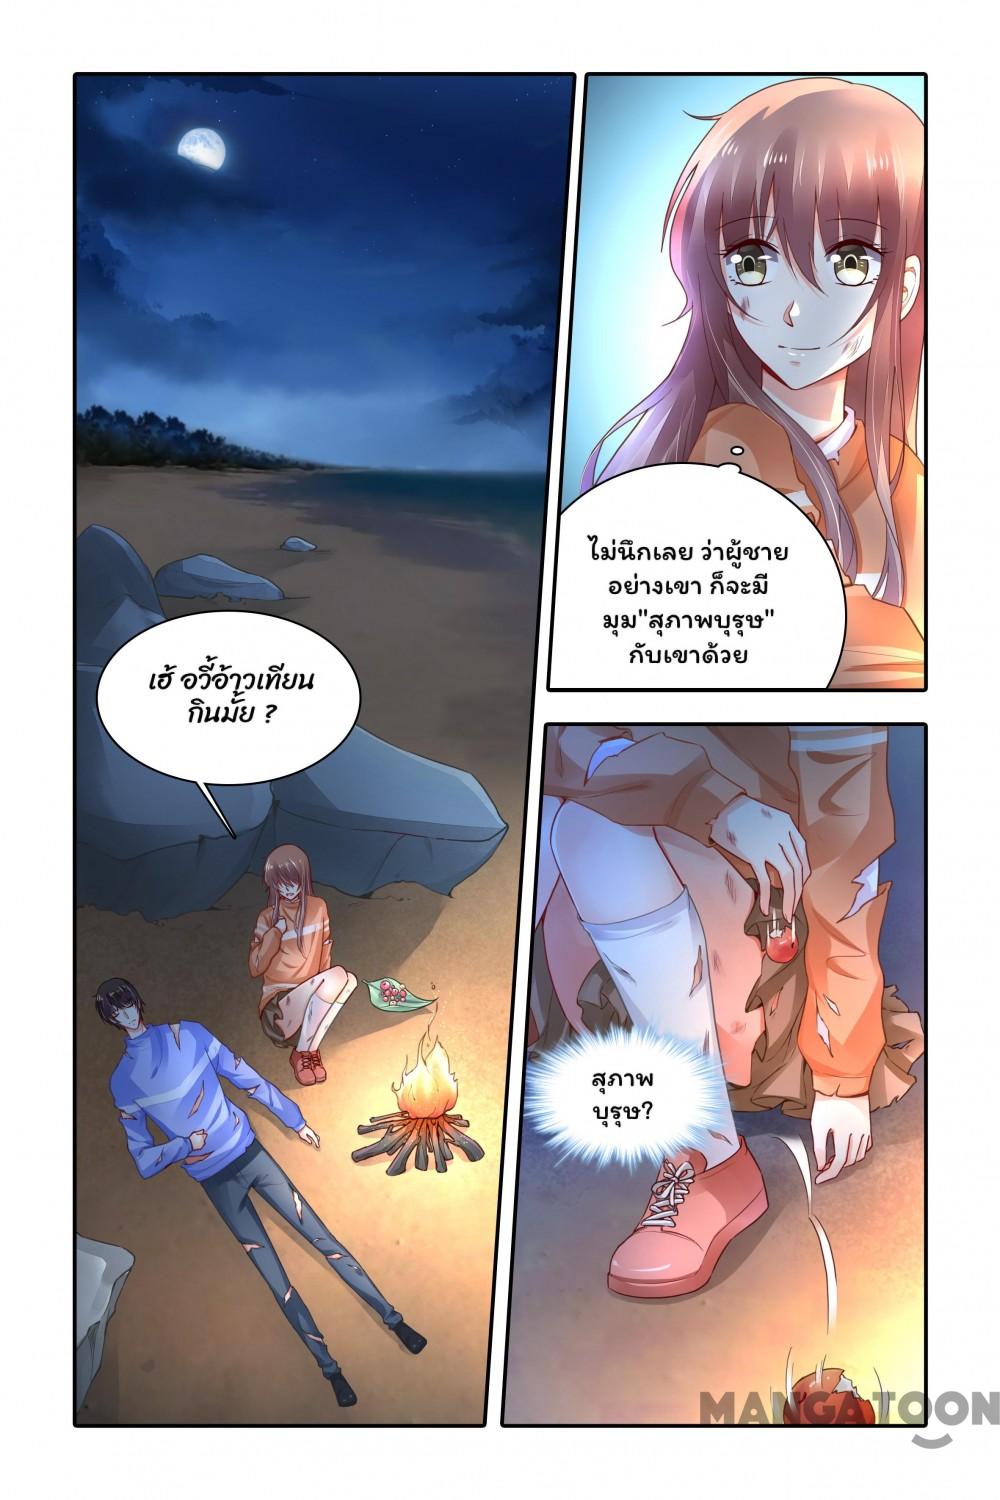 เฮ้ อวี้อ้าวเทียน
กินมั้ย ?
ไม่นึกเลย ว่าผู้ชาย
อย่างเขา ก็จะมี
มุม"สุภาพบุรุษ"
กับเขาด้วย
สุภาพ
บุรุษ?
MANGATOON